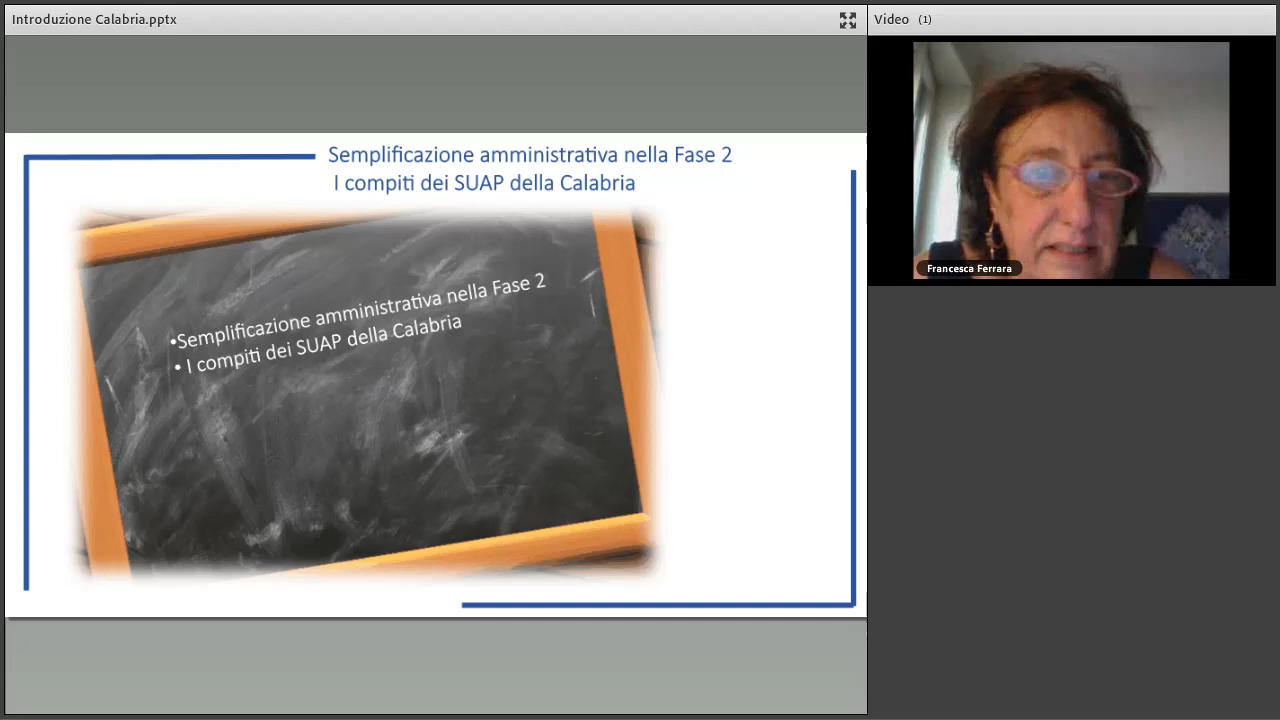 Introduzione Calabria.pptx
Video (1)
Semplificazione amministrativa nella Fase 2
I compiti dei SUAP della Calabria
•Semplificazione amministrativa nella Fase 2
• I compiti dei SUAP della Calabria
Francesca Ferrara